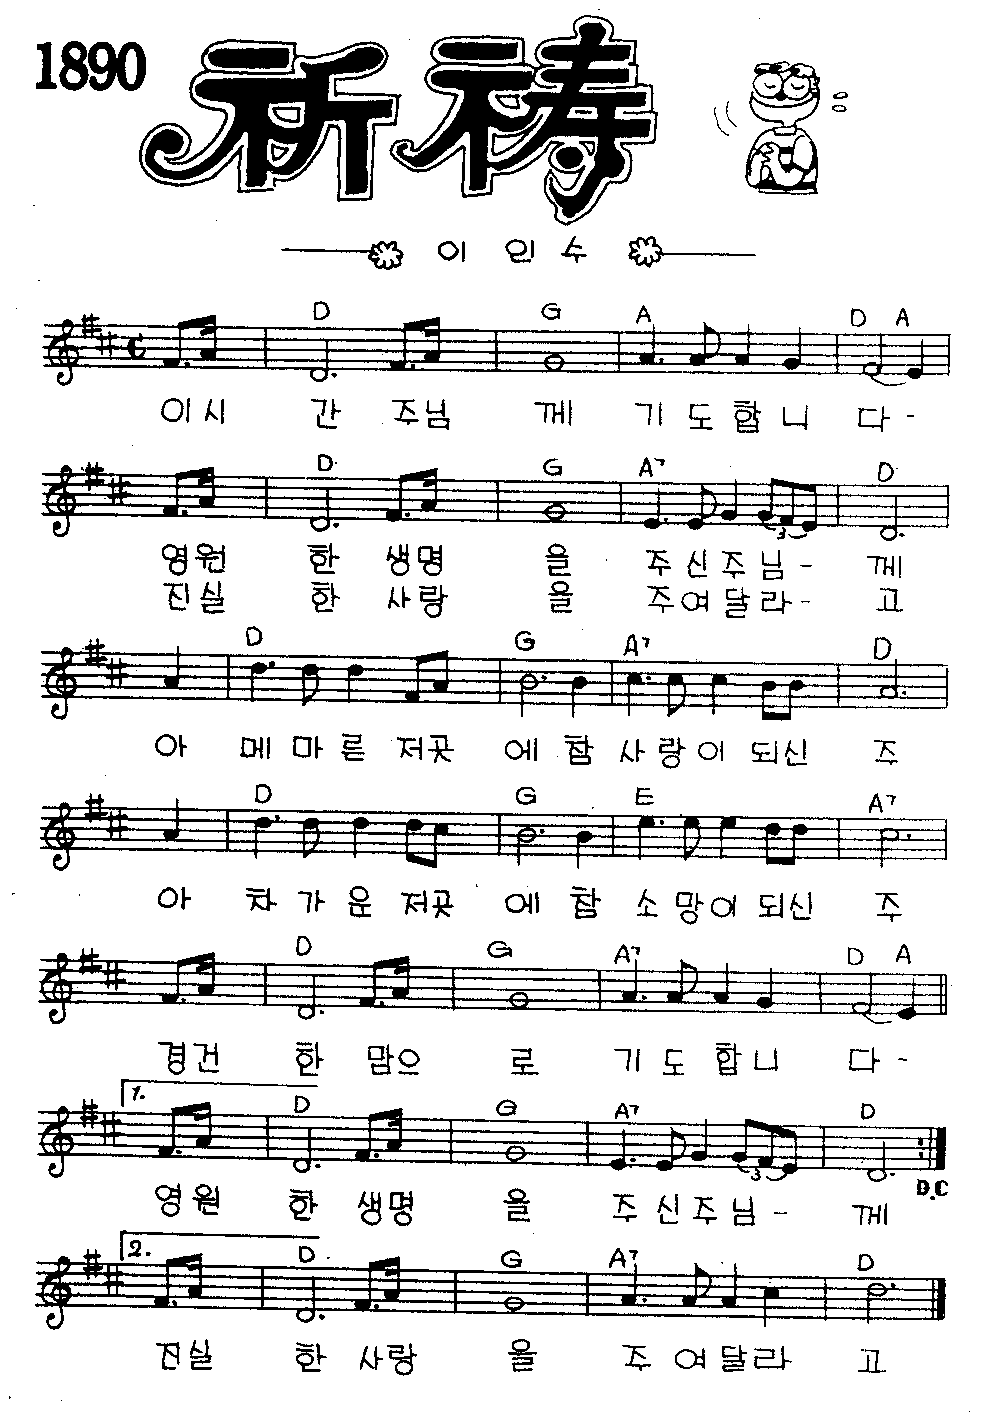 1890
祈祷
이인수
D G A D A
이시 간 주님 께 기도합니 다-
D G A7 D
영원 한 생명 을 주신주님- 께
진실 한 사랑 을 주여달라- 고
D G A7 D
아 메마른 저곳 에 참 사랑이 되신 주
D G E A7
아 차가운 저곳 에 참 소망이 되신 주
D G A7 D A
경건 한 맘으 로 기도합니 다-
1. D G A7 D
D.C
영원 한 생명 을 주신주님- 께
2. D G A7 D
진실 한 사랑 을 주여달라 고